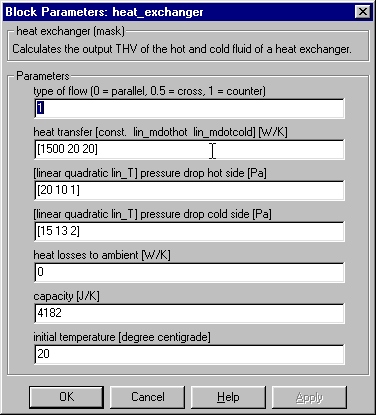 Block Parameters: heat_exchanger
heat exchanger (mask)
Calculates the output THV of the hot and cold fluid of a heat exchanger.
Parameters
type of flow (0 = parallel, 0.5 = cross, 1 = counter)
1
heat transfer [const.  lin_mdothot  lin_mdotcold] [W/K]
[1500 20 20]
[linear quadratic lin_T] pressure drop hot side [Pa]
[20 10 1]
[linear quadratic lin_T] pressure drop cold side [Pa]
[15 13 2]
heat losses to ambient [W/K]
0
capacity [J/K]
4182
initial temperature [degree centigrade]
20
OK Cancel Help Apply